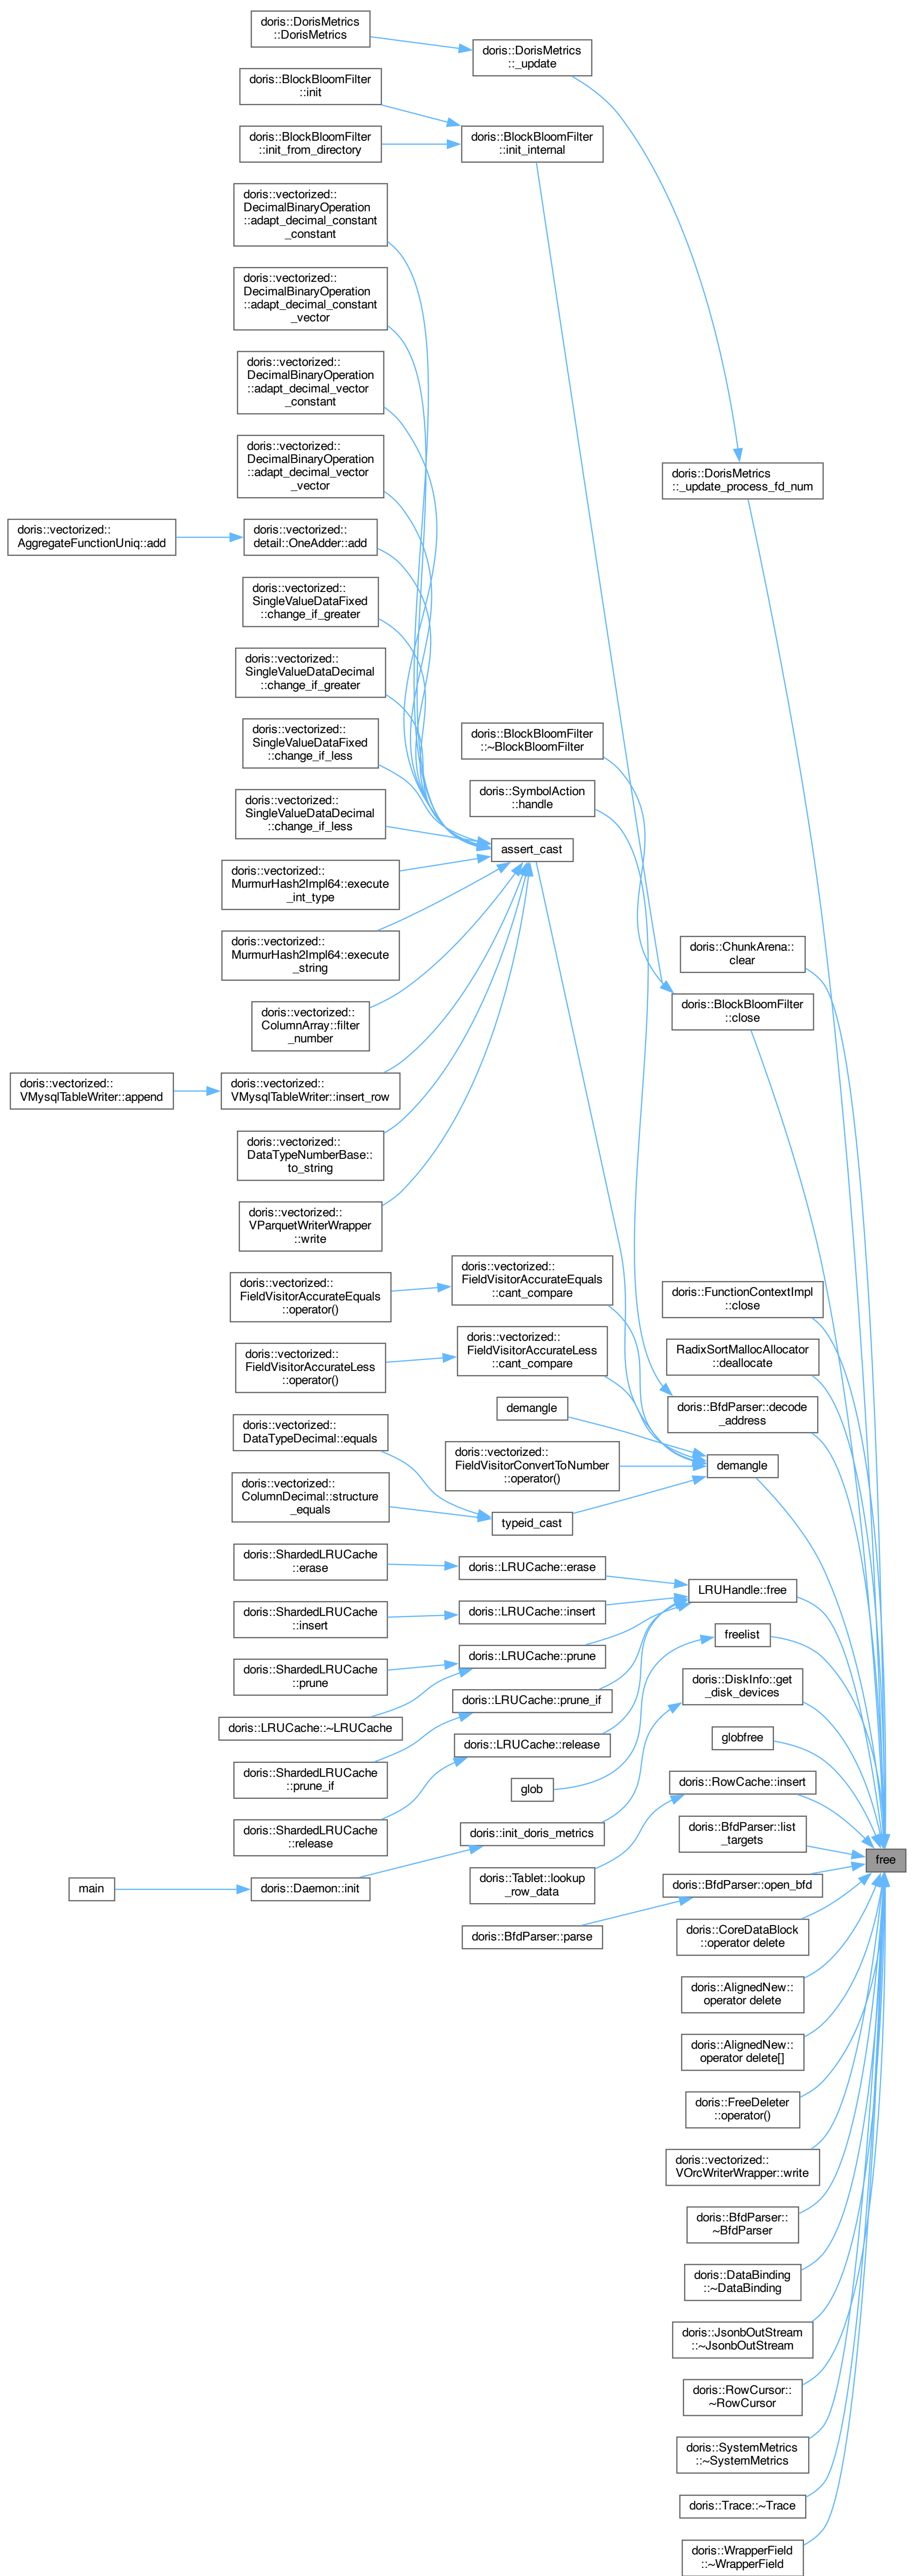 doris::DorisMetrics
::DorisMetrics
doris::DorisMetrics
::_update
doris::BlockBloomFilter
::init
doris::BlockBloomFilter
::init_from_directory
doris::BlockBloomFilter
::init_internal
doris::vectorized::
DecimalBinaryOperation
::adapt_decimal_constant
_constant
doris::vectorized::
DecimalBinaryOperation
::adapt_decimal_constant
_vector
doris::vectorized::
DecimalBinaryOperation
::adapt_decimal_vector
_constant
doris::vectorized::
DecimalBinaryOperation
::adapt_decimal_vector
_vector
doris::DorisMetrics
::_update_process_fd_num
doris::vectorized::
AggregateFunctionUniq::add
doris::vectorized::
detail::OneAdder::add
doris::vectorized::
SingleValueDataFixed
::change_if_greater
doris::vectorized::
SingleValueDataDecimal
::change_if_greater
doris::vectorized::
SingleValueDataFixed
::change_if_less
doris::BlockBloomFilter
::~BlockBloomFilter
doris::SymbolAction
::handle
doris::vectorized::
SingleValueDataDecimal
::change_if_less
assert_cast
doris::vectorized::
MurmurHash2Impl64::execute
_int_type
doris::vectorized::
MurmurHash2Impl64::execute
_string
doris::ChunkArena::
clear
doris::vectorized::
ColumnArray::filter
_number
doris::BlockBloomFilter
::close
doris::vectorized::
VMysqlTableWriter::append
doris::vectorized::
VMysqlTableWriter::insert_row
doris::vectorized::
DataTypeNumberBase::
to_string
doris::vectorized::
VParquetWriterWrapper
::write
doris::vectorized::
FieldVisitorAccurateEquals
::operator()
doris::vectorized::
FieldVisitorAccurateEquals
::cant_compare
doris::FunctionContextImpl
::close
doris::vectorized::
FieldVisitorAccurateLess
::operator()
doris::vectorized::
FieldVisitorAccurateLess
::cant_compare
RadixSortMallocAllocator
::deallocate
demangle
doris::BfdParser::decode
_address
doris::vectorized::
DataTypeDecimal::equals
doris::vectorized::
FieldVisitorConvertToNumber
::operator()
demangle
doris::vectorized::
ColumnDecimal::structure
_equals
typeid_cast
doris::ShardedLRUCache
::erase
doris::LRUCache::erase
LRUHandle::free
doris::ShardedLRUCache
::insert
doris::LRUCache::insert
freelist
doris::ShardedLRUCache
::prune
doris::LRUCache::prune
doris::DiskInfo::get
_disk_devices
doris::LRUCache::~LRUCache
doris::LRUCache::prune_if
globfree
doris::ShardedLRUCache
::prune_if
doris::LRUCache::release
glob
doris::RowCache::insert
doris::ShardedLRUCache
::release
doris::init_doris_metrics
doris::BfdParser::list
_targets
free
main
doris::Daemon::init
doris::Tablet::lookup
_row_data
doris::BfdParser::open_bfd
doris::BfdParser::parse
doris::CoreDataBlock
::operator delete
doris::AlignedNew::
operator delete
doris::AlignedNew::
operator delete[]
doris::FreeDeleter
::operator()
doris::vectorized::
VOrcWriterWrapper::write
doris::BfdParser::
~BfdParser
doris::DataBinding
::~DataBinding
doris::JsonbOutStream
::~JsonbOutStream
doris::RowCursor::
~RowCursor
doris::SystemMetrics
::~SystemMetrics
doris::Trace::~Trace
doris::WrapperField
::~WrapperField